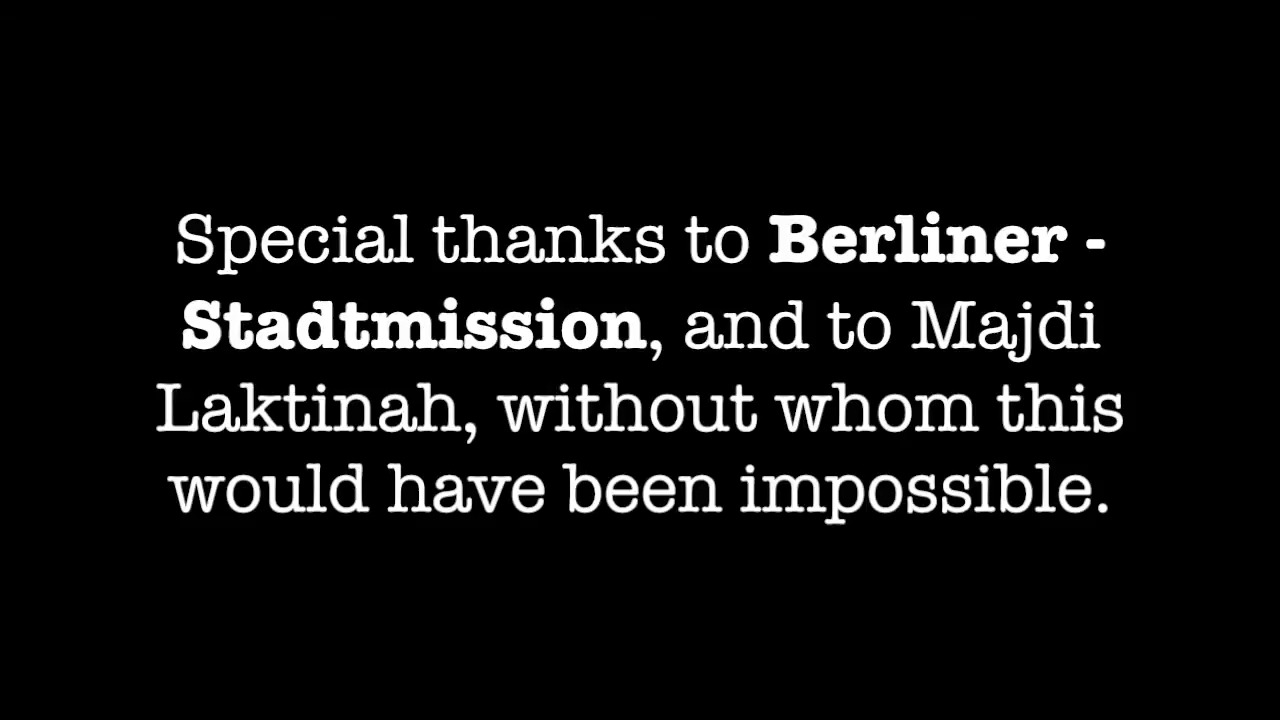 Special thanks to Berliner -
Stadtmission, and to Majdi
Laktinah, without whom this
would have been impossible.